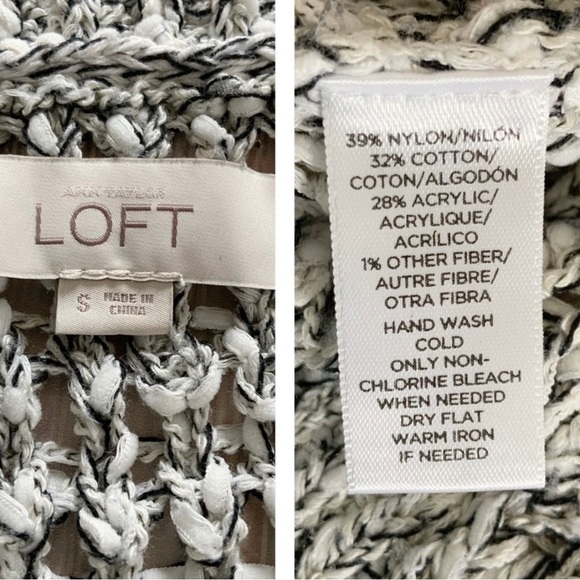 ANN TAYLOR
LOFT
S MADE IN
CHINA
39% NYLON/NILÓN
32% COTTON/
COTON/ALGODÓN
28% ACRYLIC/
ACRYLIQUE/
ACRÍLICO
1% OTHER FIBER/
AUTRE FIBRE/
OTRA FIBRA
HAND WASH
COLD
ONLY NON-
CHLORINE BLEACH
WHEN NEEDED
DRY FLAT
WARM IRON
IF NEEDED